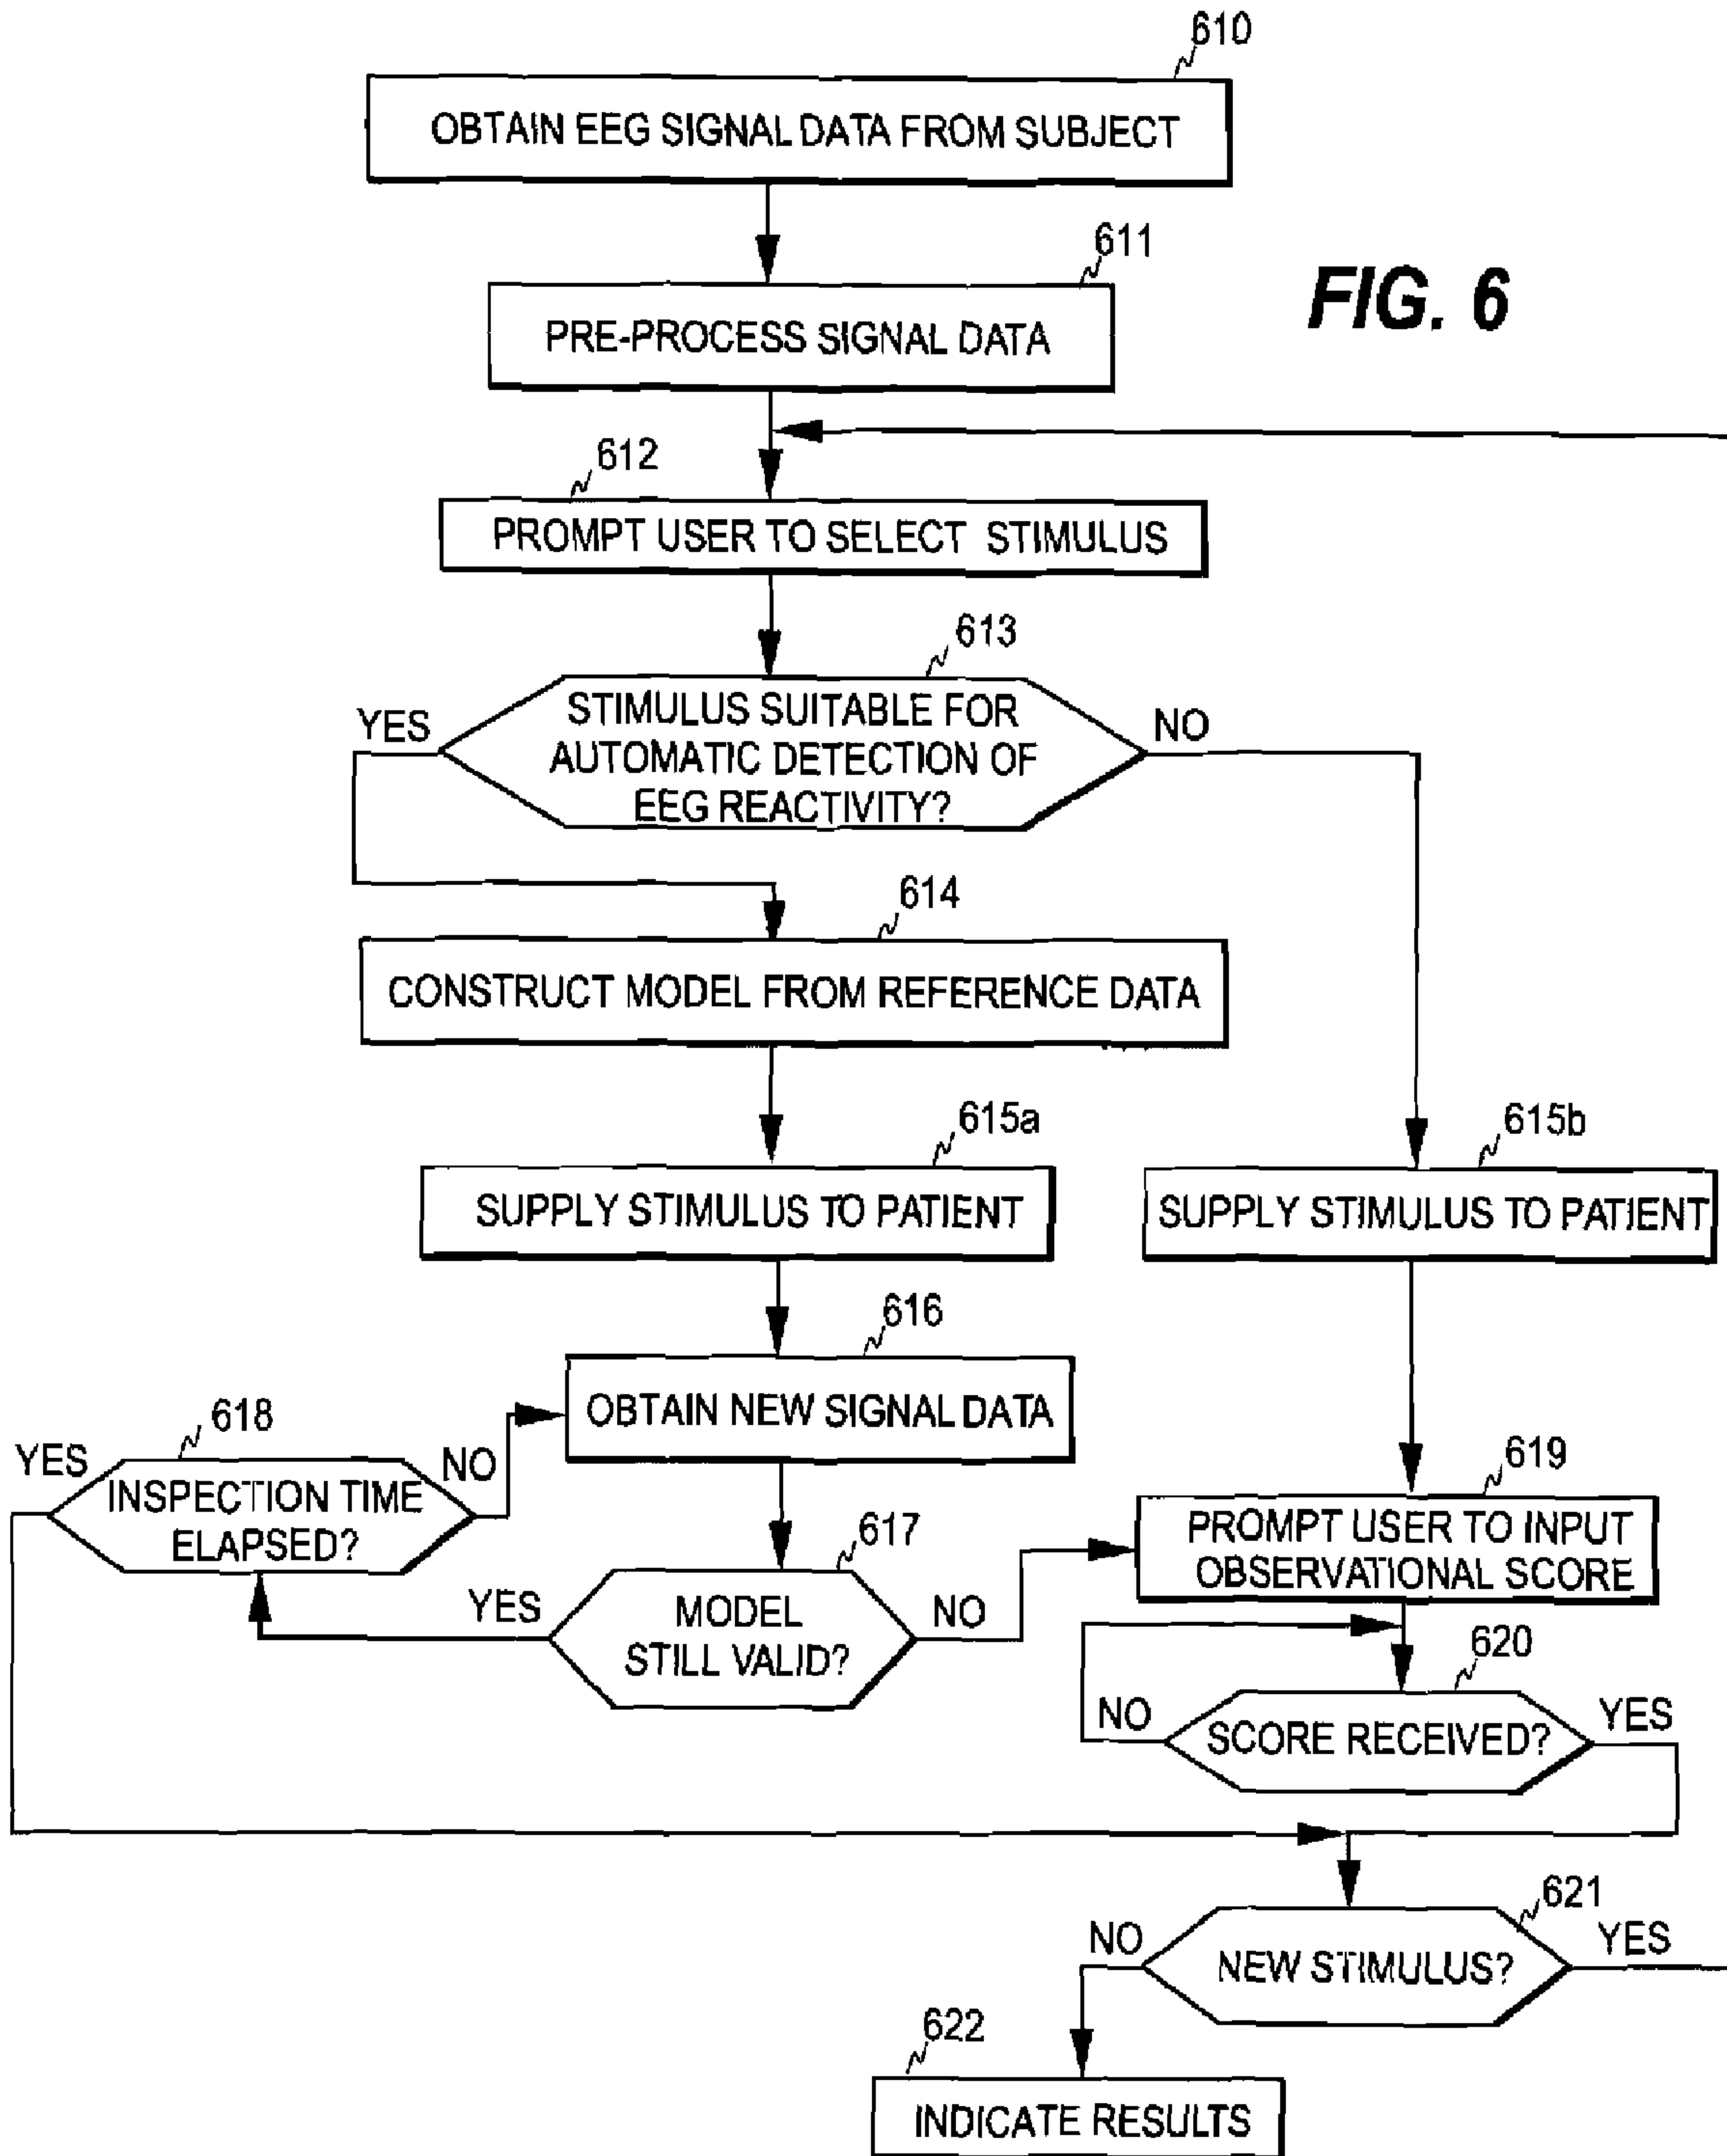 610
OBTAIN EEG SIGNAL DATA FROM SUBJECT
611
PRE-PROCESS SIGNAL DATA
FIG. 6
612
PROMPT USER TO SELECT STIMULUS
613
YES
STIMULUS SUITABLE FOR
AUTOMATIC DETECTION OF
EEG REACTIVITY?
NO
614
CONSTRUCT MODEL FROM REFERENCE DATA
615a
SUPPLY STIMULUS TO PATIENT
615b
SUPPLY STIMULUS TO PATIENT
616
OBTAIN NEW SIGNAL DATA
618
YES
INSPECTION TIME
ELAPSED?
NO
617
YES
MODEL
STILL VALID?
NO
619
PROMPT USER TO INPUT
OBSERVATIONAL SCORE
620
NO
SCORE RECEIVED?
YES
621
NO
NEW STIMULUS?
YES
622
INDICATE RESULTS